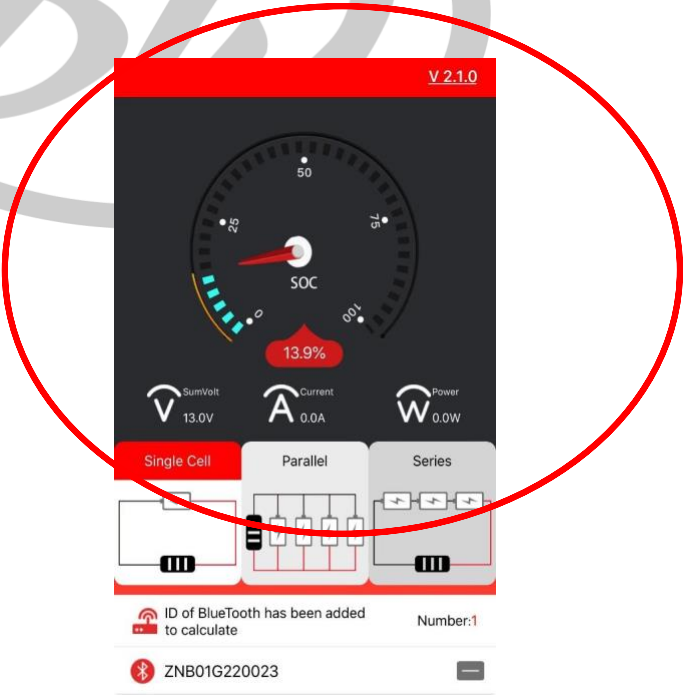 V 2.1.0
50
25
75
SOC
0
100
13.9%
SumVolt
V 13.0V
Current
A 0.0A
Power
W 0.0W
Single Cell
Parallel
Series
ID of BlueTooth has been added
to calculate
Number:1
ZNB01G220023